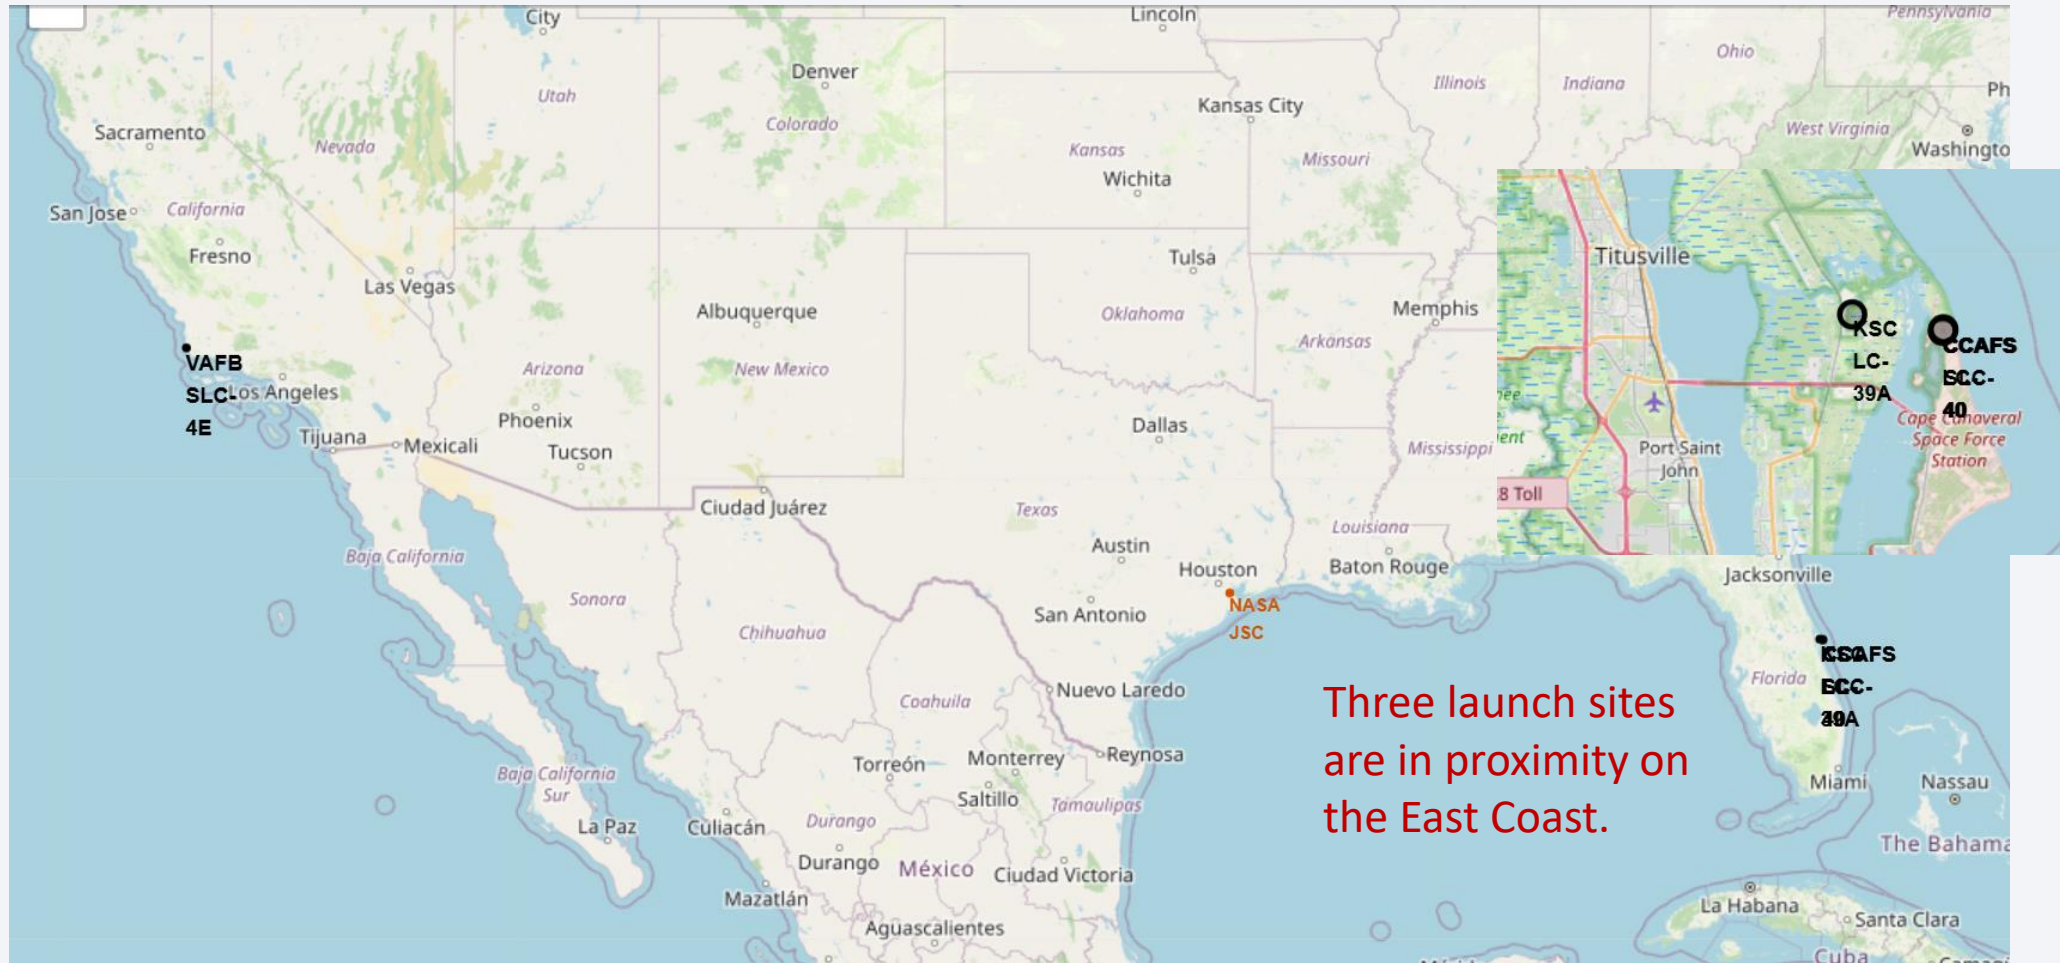 City
Lincoln
Pennsylvania
Denver
Ohio
Utah
Illinois
Indiana
Ph
Kansas City
Colorado
Sacramento
West Virginia
Nevada
Kansas
Missouri
Washingto
Wichita
San Jose
California
Fresno
Titusville
Tulsa
Las Vegas
Albuquerque
Oklahoma
Memphis
KSC
LC-
39A
CCAFS
40
Arkansas
VAFB
SLC-
4E
Los Angeles
Arizona
New Mexico
Phoenix
Cape Canaveral
Space Force
Station
Dallas
Tijuana
Mexicali
Tucson
Mississippi
Port Saint
John
ent
8 Toll
Ciudad Juárez
Texas
Louisiana
Austin
Baja California
Houston
Baton Rouge
Jacksonville
Sonora
NASA
JSC
San Antonio
Chihuahua
Florida
Nuevo Laredo
Coahuila
Three launch sites
are in proximity on
the East Coast.
Torreón
Monterrey
Reynosa
Baja California
Sur
Miami
Nassau
Saltillo
Tamaulipas
La Paz
Culiacán
Durango
The Bahama
Durango
México
Ciudad Victoria
Mazatlán
La Habana
Santa Clara
Aguascalientes
Cuba